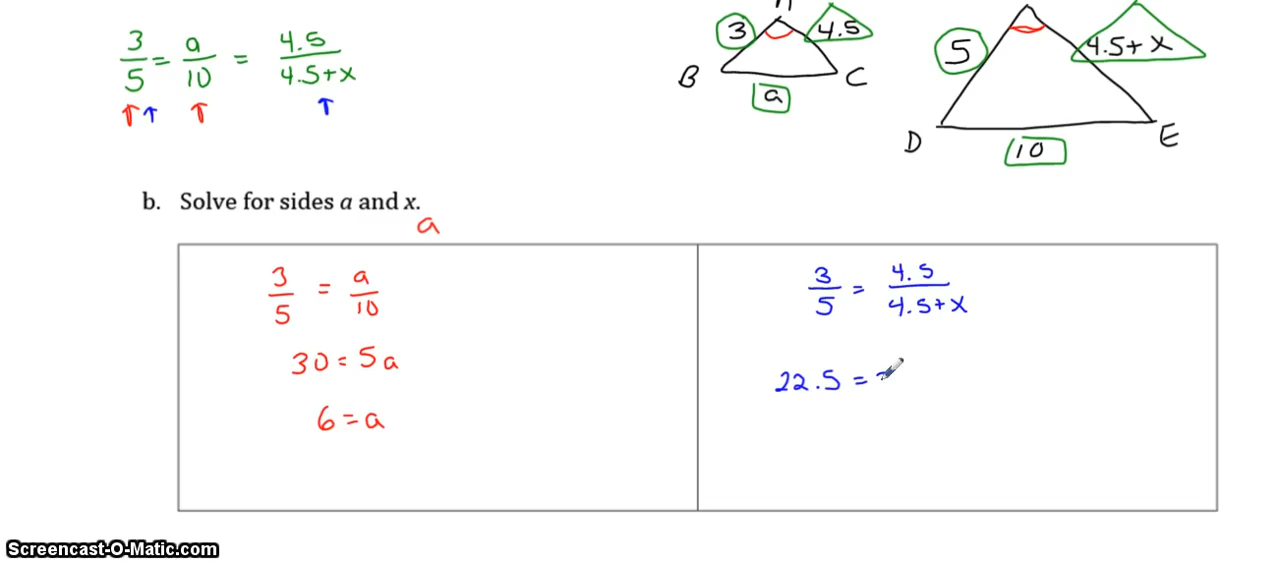 3/5 = a/10 = 4.5/4.5+x
3
4.5
B
C
a
5
4.5+x
D
E
10
b. Solve for sides a and x.
a
3/5 = a/10
30=5a
6=a
3/5 = 4.5/4.5+x
22.5 =
Screencast-O-Matic.com